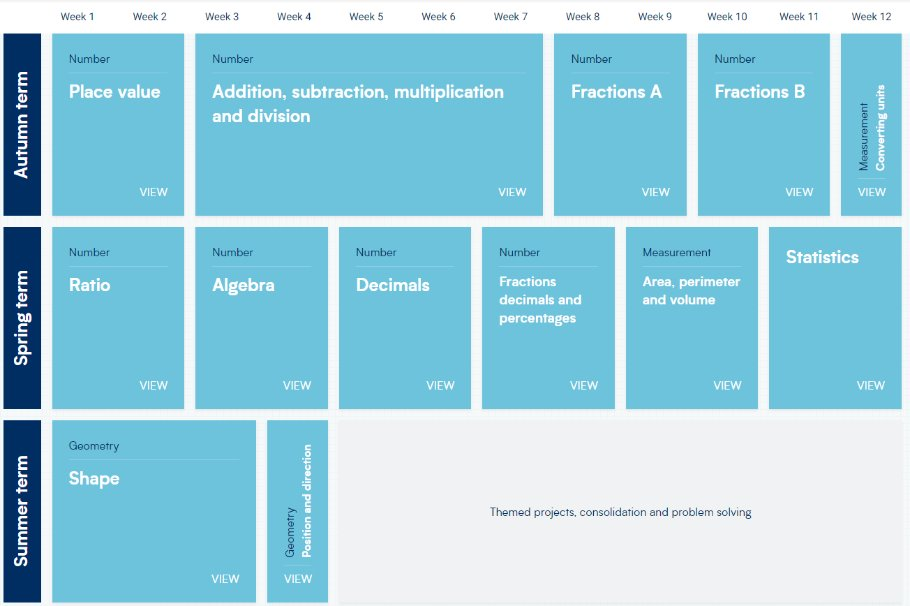 Week 1 Week 2 Week 3 Week 4 Week 5 Week 6 Week 7 Week 8 Week 9 Week 10 Week 11 Week 12
Autumn term
Number
Place value
VIEW
Number
Addition, subtraction, multiplication
and division
VIEW
Number
Fractions A
VIEW
Number
Fractions B
VIEW
Measurement
Converting units
VIEW
Spring term
Number
Ratio
VIEW
Number
Algebra
VIEW
Number
Decimals
VIEW
Number
Fractions
decimals and
percentages
VIEW
Measurement
Area, perimeter
and volume
VIEW
Statistics
VIEW
Summer term
Geometry
Shape
VIEW
Geometry
Position and direction
VIEW
Themed projects, consolidation and problem solving